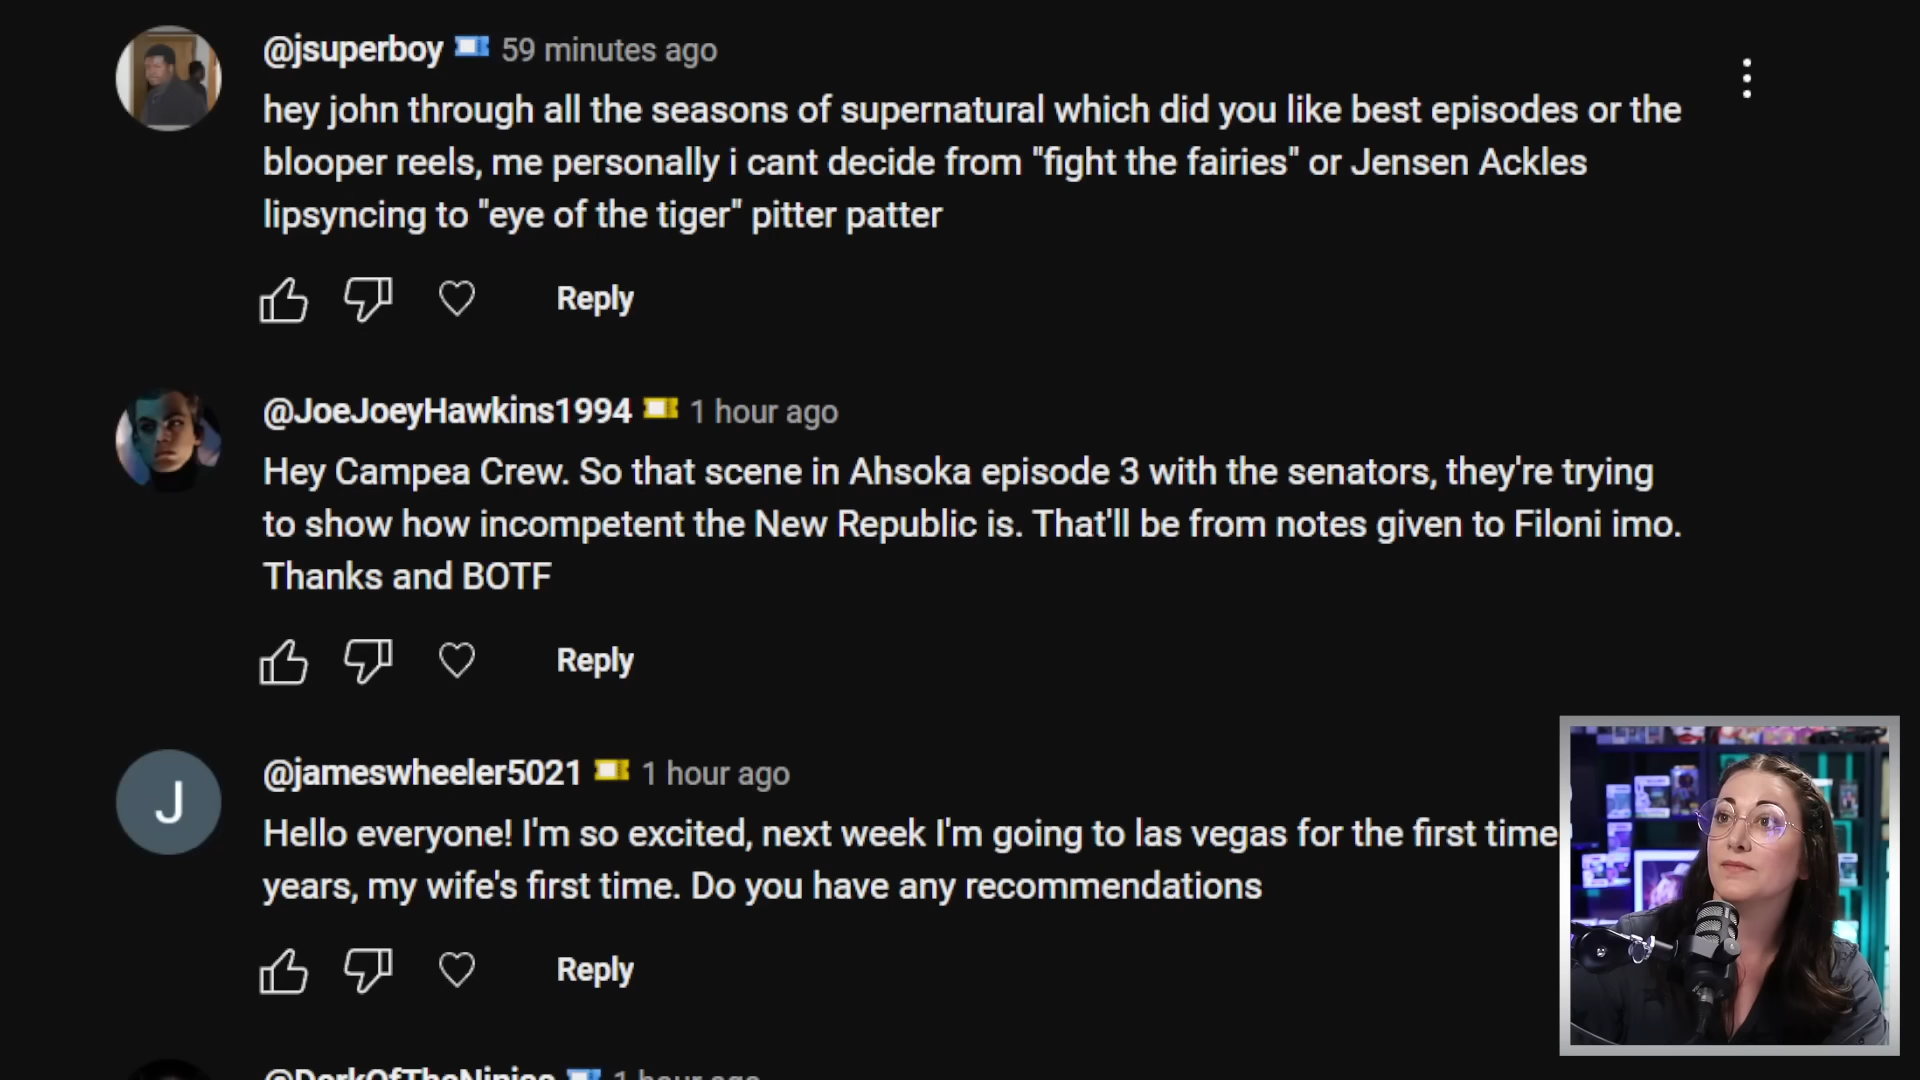 @jsuperboy 59 minutes ago
hey john through all the seasons of supernatural which did you like best episodes or the
blooper reels, me personally i cant decide from "fight the fairies" or Jensen Ackles
lipsyncing to "eye of the tiger" pitter patter
Reply
@JoeJoeyHawkins1994 1 hour ago
Hey Campea Crew. So that scene in Ahsoka episode 3 with the senators, they're trying
to show how incompetent the New Republic is. That'll be from notes given to Filoni imo.
Thanks and BOTF
Reply
J
@jameswheeler5021 1 hour ago
Hello everyone! I'm so excited, next week I'm going to las vegas for the first time
years, my wife's first time. Do you have any recommendations
Reply
@DarkOfTheNinjas 1 hour ago